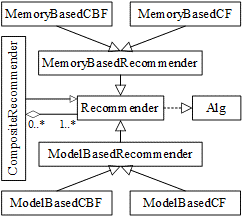 MemoryBasedCBF
MemoryBasedCF
MemoryBasedRecommender
CompositeRecommender
Recommender
Alg
0..*
1..*
ModelBasedRecommender
ModelBasedCBF
ModelBasedCF